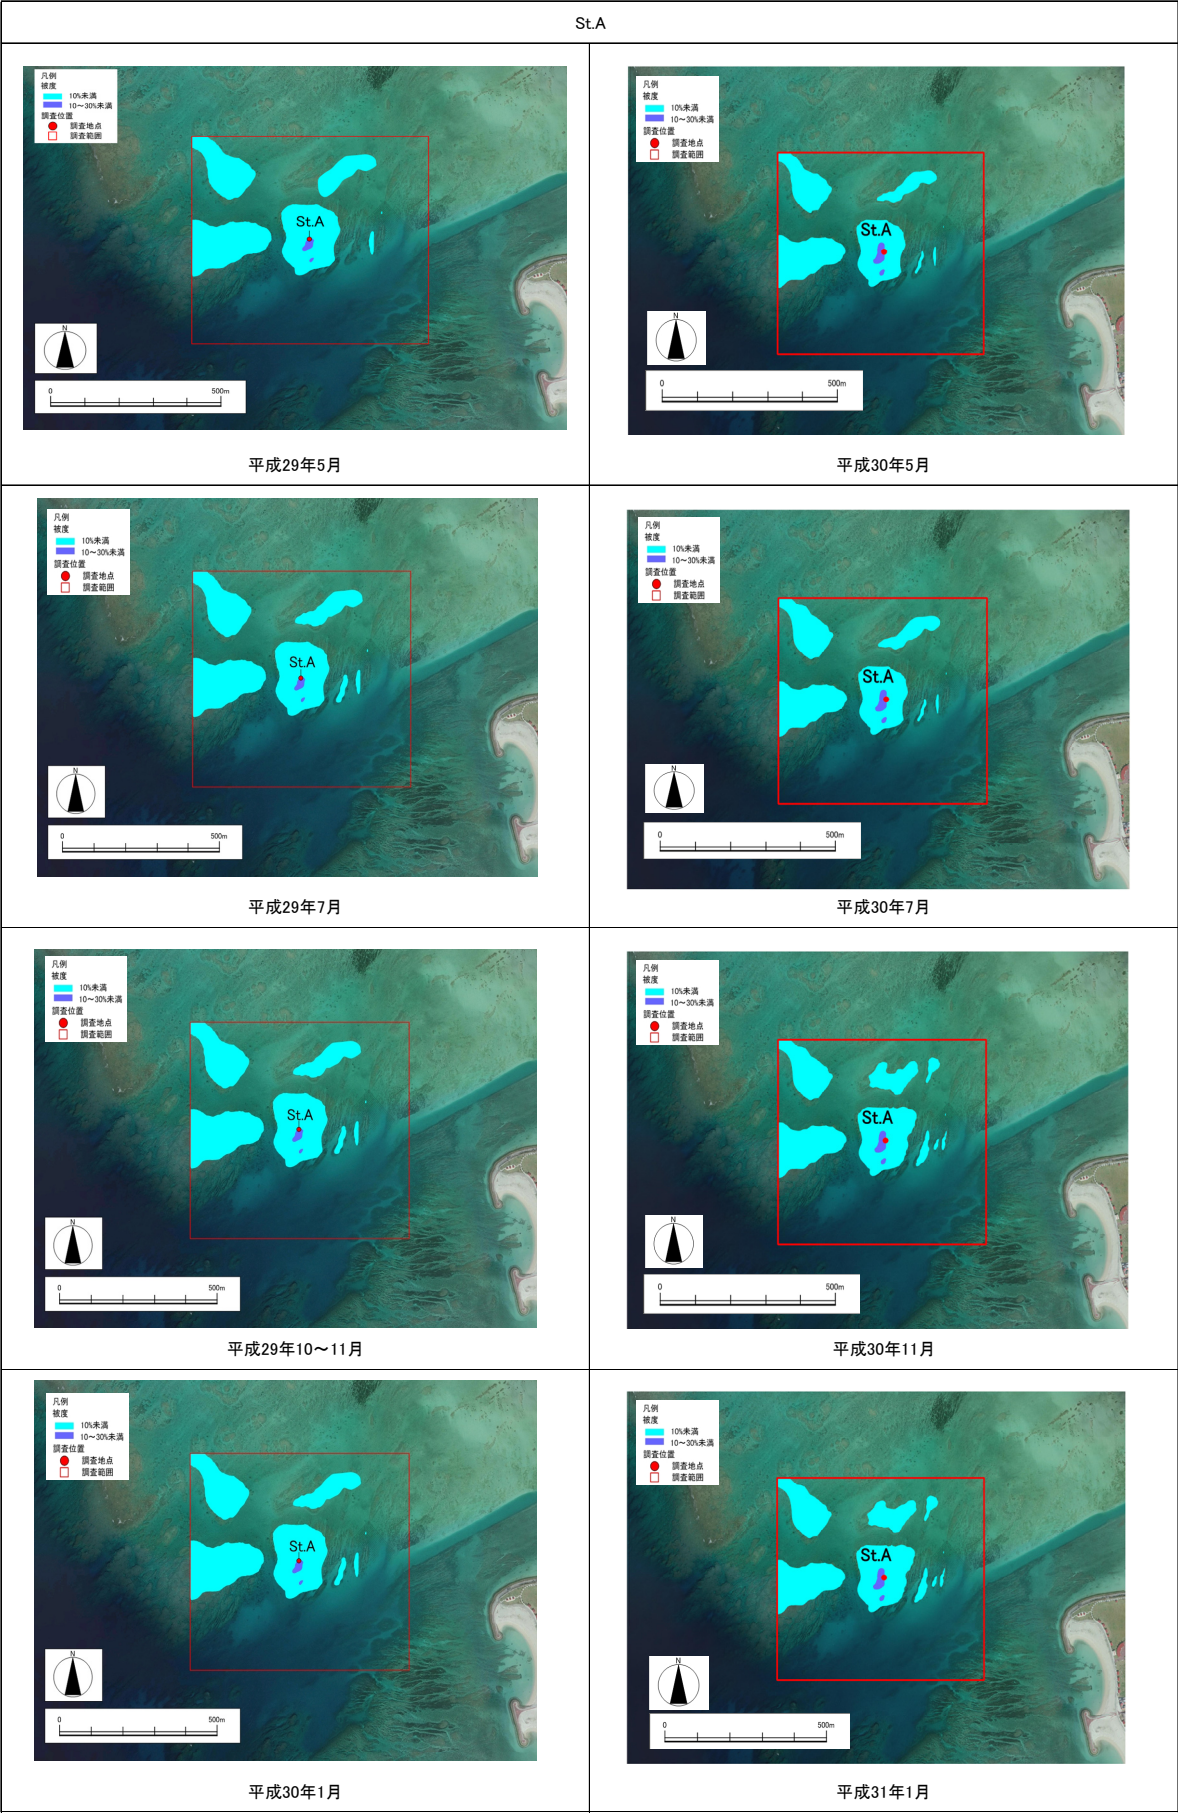 St.A
凡例
被度
10%未満
10～30%未満
調査位置
調査地点
調査範囲
St.A
N
0 500m
平成29年5月
凡例
被度
10%未満
10～30%未満
調査位置
調査地点
調査範囲
St.A
N
0 500m
平成30年5月
凡例
被度
10%未満
10～30%未満
調査位置
調査地点
調査範囲
St.A
N
0 500m
平成29年7月
凡例
被度
10%未満
10～30%未満
調査位置
調査地点
調査範囲
St.A
N
0 500m
平成30年7月
凡例
被度
10%未満
10～30%未満
調査位置
調査地点
調査範囲
St.A
N
0 500m
平成29年10～11月
凡例
被度
10%未満
10～30%未満
調査位置
調査地点
調査範囲
St.A
N
0 500m
平成30年11月
凡例
被度
10%未満
10～30%未満
調査位置
調査地点
調査範囲
St.A
N
0 500m
平成30年1月
凡例
被度
10%未満
10～30%未満
調査位置
調査地点
調査範囲
St.A
N
0 500m
平成31年1月